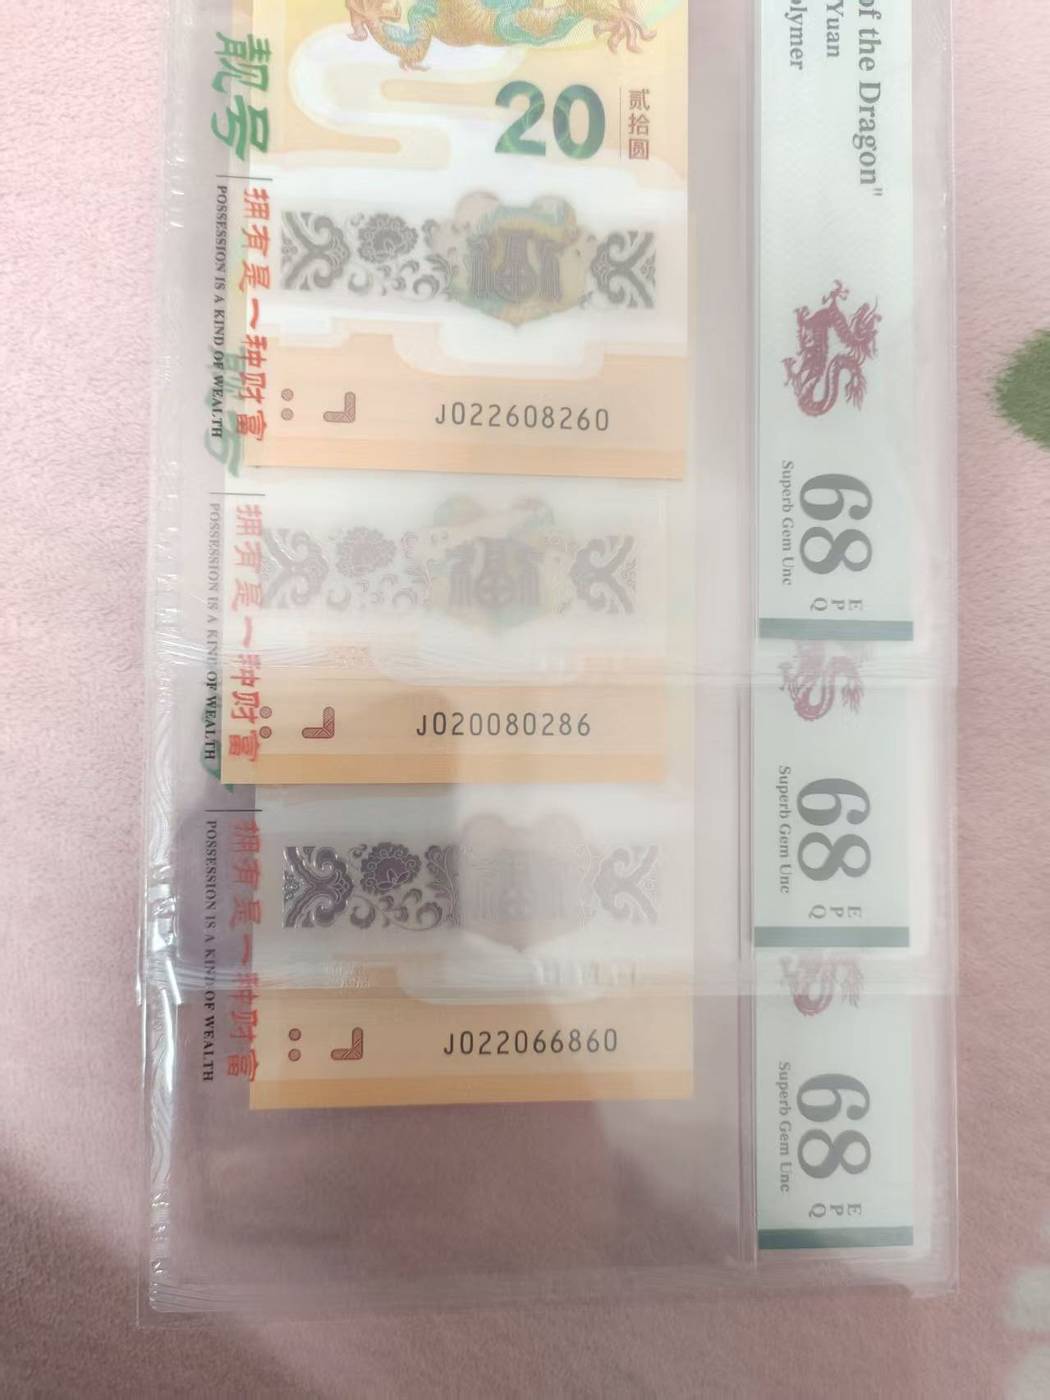 of the Dragon"
Yuan
olymer
靓号
20
贰拾圆
拥有是一种财富
POSSESSION IS A KIND OF WEALTH
J022608260
68
Superb Gem Unc
EPQ
拥有是一种财富
POSSESSION IS A KIND OF WEALTH
J020080286
68
Superb Gem Unc
EPQ
拥有是一种财富
POSSESSION IS A KIND OF WEALTH
J022066860
68
Superb Gem Unc
EPQ